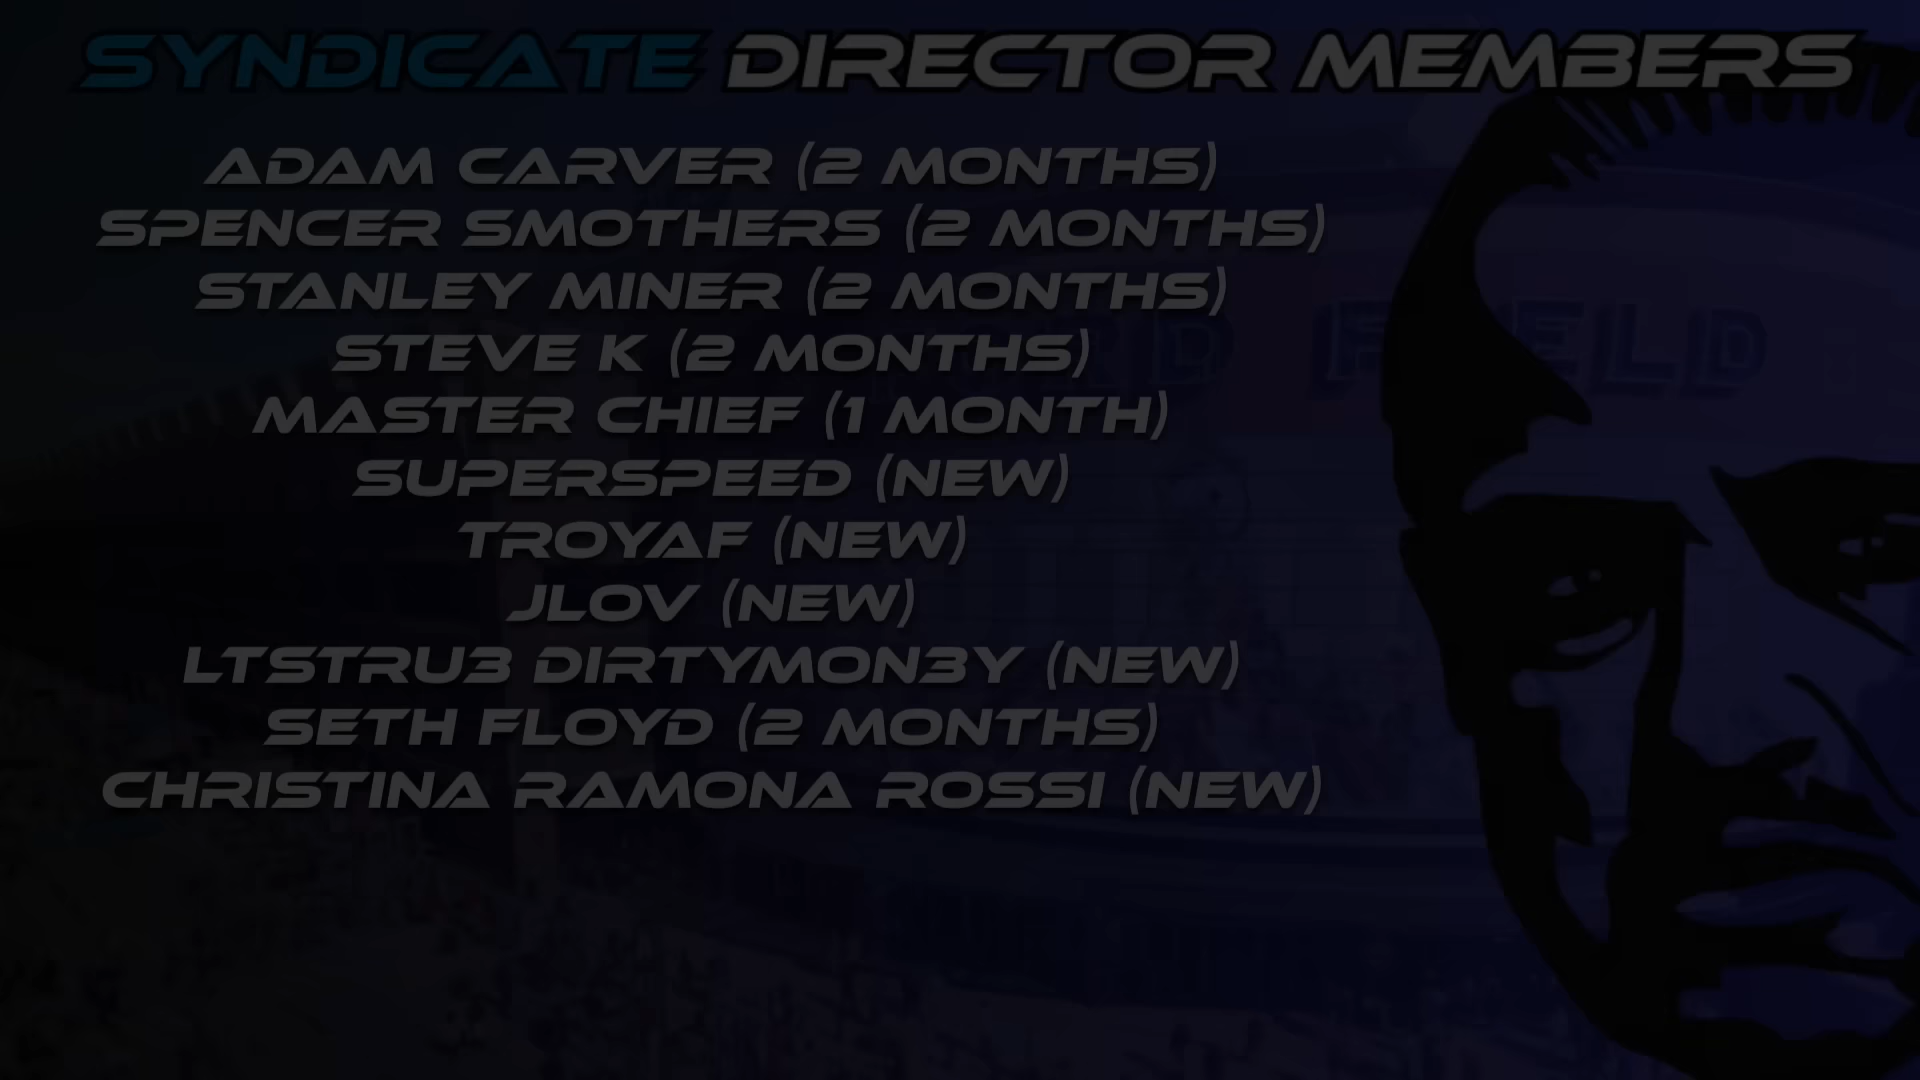 SYNDICATE DIRECTOR MEMBERS
ADAM CARVER (2 MONTHS)
SPENCER SMOTHERS (2 MONTHS)
STANLEY MINER (2 MONTHS)
STEVE K (2 MONTHS)
MASTER CHIEF (1 MONTH)
SUPERSPEED (NEW)
TROYAF (NEW)
JLOV (NEW)
LTSTRU3 DIRTYMON3Y (NEW)
SETH FLOYD (2 MONTHS)
CHRISTINA RAMONA ROSSI (NEW)
FIELD